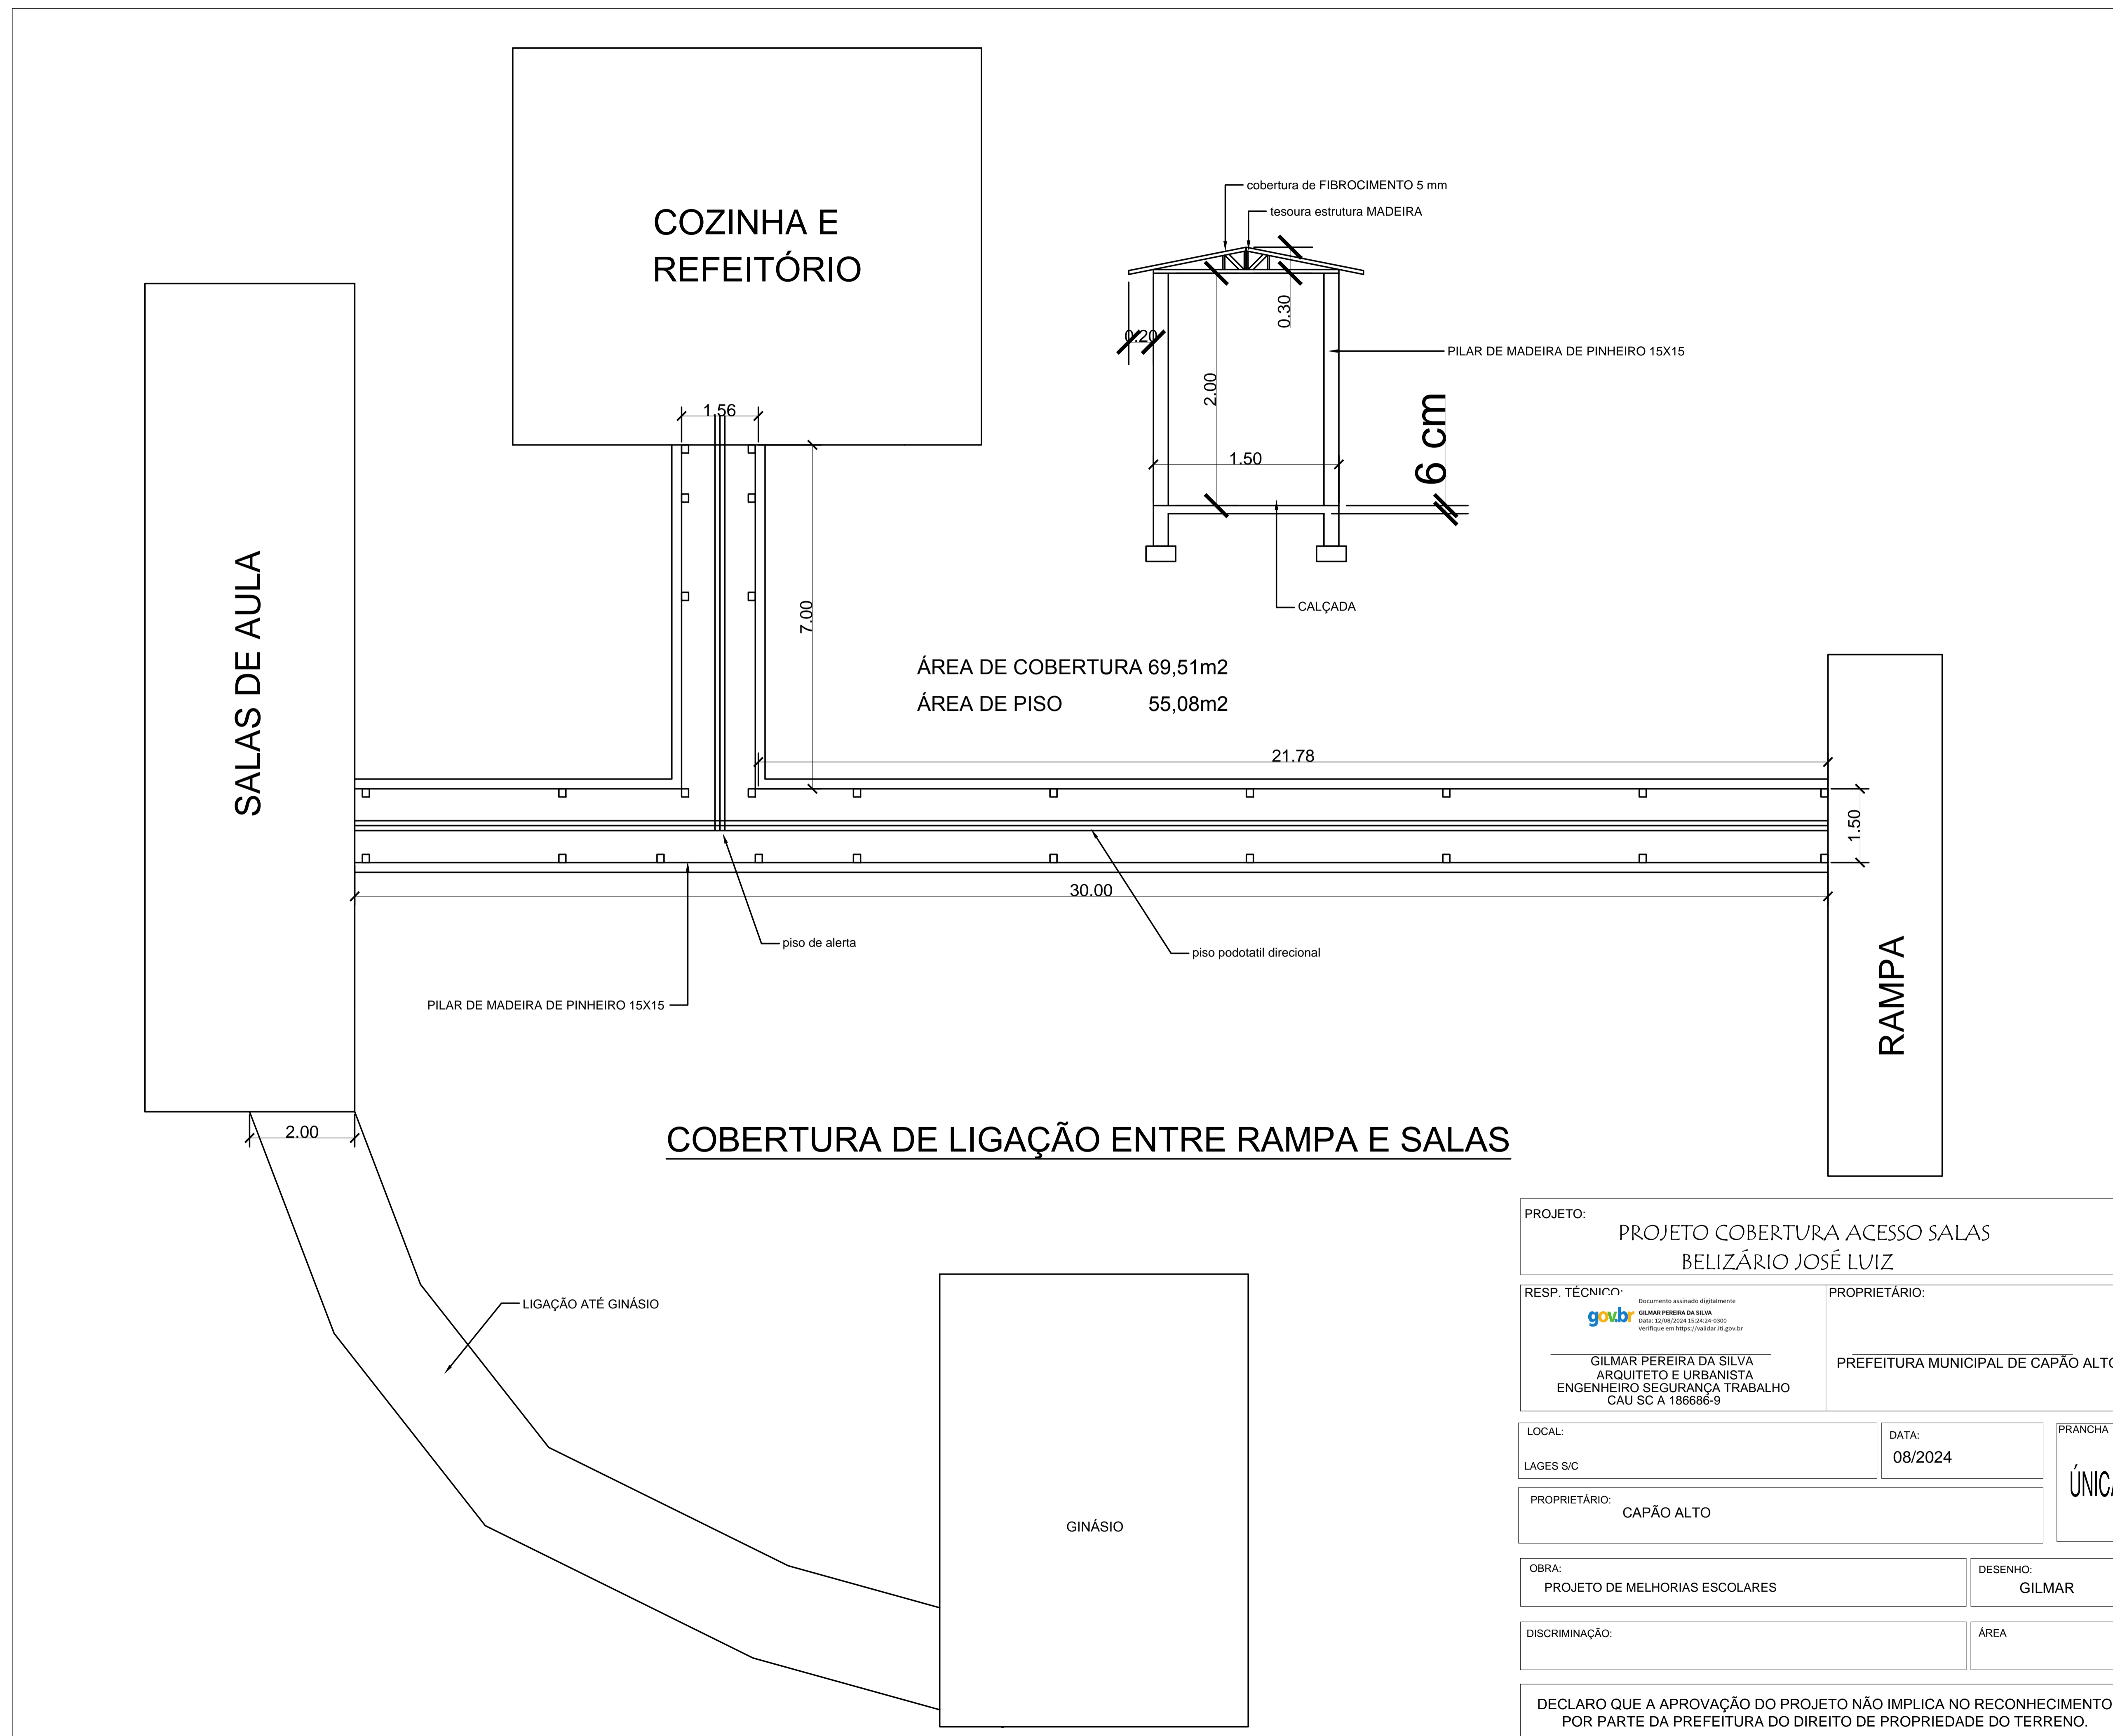 COZINHA E
REFEITÓRIO
cobertura de FIBROCIMENTO 5 mm
tesoura estrutura MADEIRA
0.30
0.20
PILAR DE MADEIRA DE PINHEIRO 15X15
2.00
1.50
6 cm
CALÇADA
1.56
7.00
SALAS DE AULA
ÁREA DE COBERTURA 69,51m2
ÁREA DE PISO 55,08m2
21.78
1.50
30.00
piso de alerta
piso podotatil direcional
PILAR DE MADEIRA DE PINHEIRO 15X15
RAMPA
2.00
COBERTURA DE LIGAÇÃO ENTRE RAMPA E SALAS
LIGAÇÃO ATÉ GINÁSIO
GINÁSIO
PROJETO:
PROJETO COBERTURA ACESSO SALAS
BELIZÁRIO JOSÉ LUIZ
RESP. TÉCNICO:
gov.br
Documento assinado digitalmente
GILMAR PEREIRA DA SILVA
Data: 12/08/2024 15:24:24-0300
Verifique em https://validar.iti.gov.br
GILMAR PEREIRA DA SILVA
ARQUITETO E URBANISTA
ENGENHEIRO SEGURANÇA TRABALHO
CAU SC A 186686-9
PROPRIETÁRIO:
PREFEITURA MUNICIPAL DE CAPÃO ALTO
LOCAL:
LAGES S/C
DATA:
08/2024
PRANCHA
ÚNICA
PROPRIETÁRIO:
CAPÃO ALTO
OBRA:
PROJETO DE MELHORIAS ESCOLARES
DESENHO:
GILMAR
DISCRIMINAÇÃO:
ÁREA
DECLARO QUE A APROVAÇÃO DO PROJETO NÃO IMPLICA NO RECONHECIMENTO
POR PARTE DA PREFEITURA DO DIREITO DE PROPRIEDADE DO TERRENO.